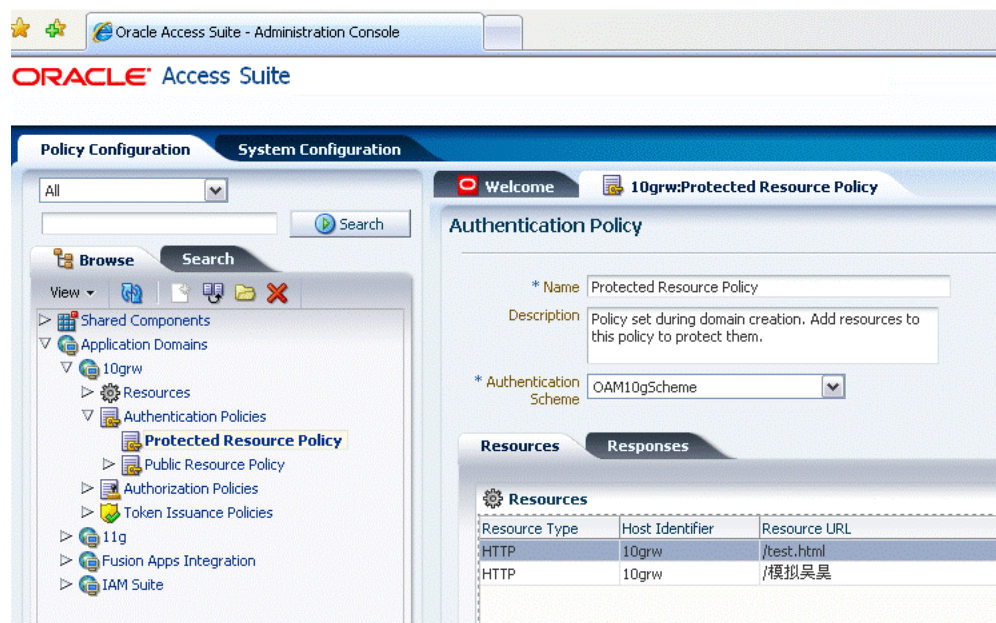 Oracle Access Suite - Administration Console
ORACLE Access Suite
Policy Configuration System Configuration
All
Search
Browse Search
View
Shared Components
Application Domains
10grw
Resources
Authentication Policies
Protected Resource Policy
Public Resource Policy
Authorization Policies
Token Issuance Policies
11g
Fusion Apps Integration
IAM Suite
Welcome 10grw:Protected Resource Policy
Authentication Policy
* Name Protected Resource Policy
Description Policy set during domain creation. Add resources to
this policy to protect them.
* Authentication
Scheme OAM10gScheme
Resources Responses
Resources
Resource Type Host Identifier Resource URL
HTTP 10grw /test.html
HTTP 10grw /模拟吴昊